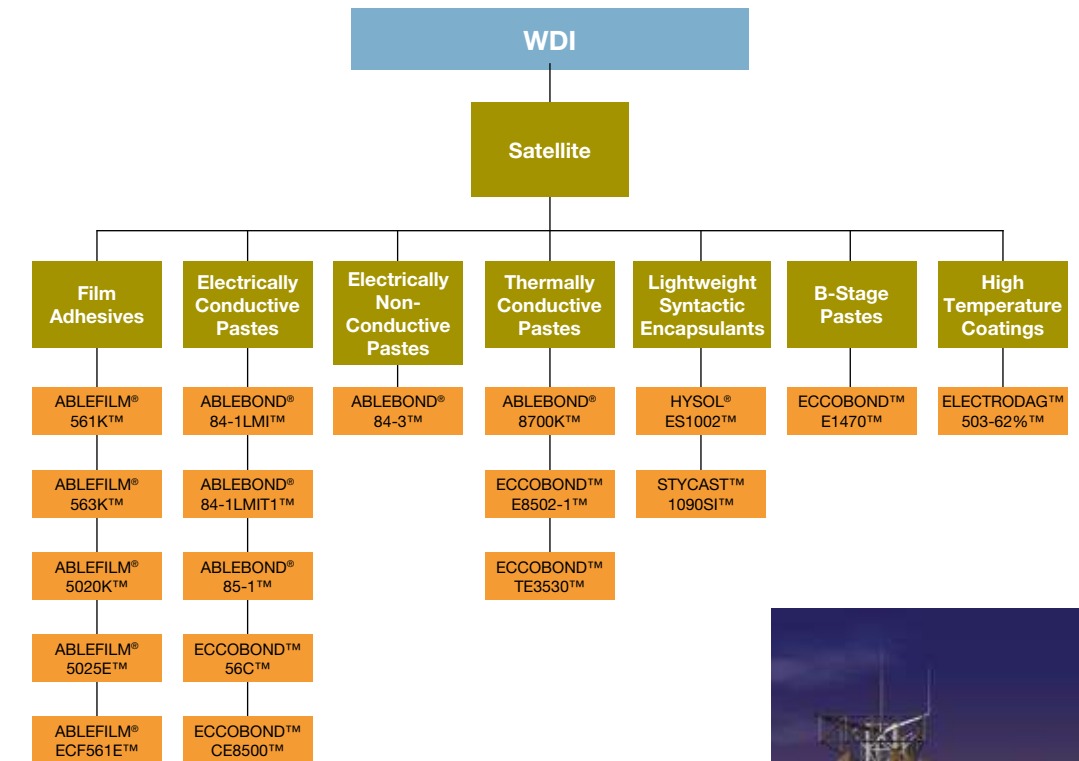 WDI
Satellite
Film
Adhesives
Electrically
Conductive
Pastes
Electrically
Non-
Conductive
Pastes
Thermally
Conductive
Pastes
Lightweight
Syntactic
Encapsulants
B-Stage
Pastes
High
Temperature
Coatings
ABLEFILM®
561K™
ABLEFILM®
563K™
ABLEFILM®
5020K™
ABLEFILM®
5025E™
ABLEFILM®
ECF561E™
ABLEBOND®
84-1LMI™
ABLEBOND®
84-1LMIT1™
ABLEBOND®
85-1™
ECCOBOND™
56C™
ECCOBOND™
CE8500™
ABLEBOND®
84-3™
ABLEBOND®
8700K™
ECCOBOND™
E8502-1™
ECCOBOND™
TE3530™
HYSOL®
ES1002™
STYCAST™
1090SI™
ECCOBOND™
E1470™
ELECTRODAG™
503-62%™